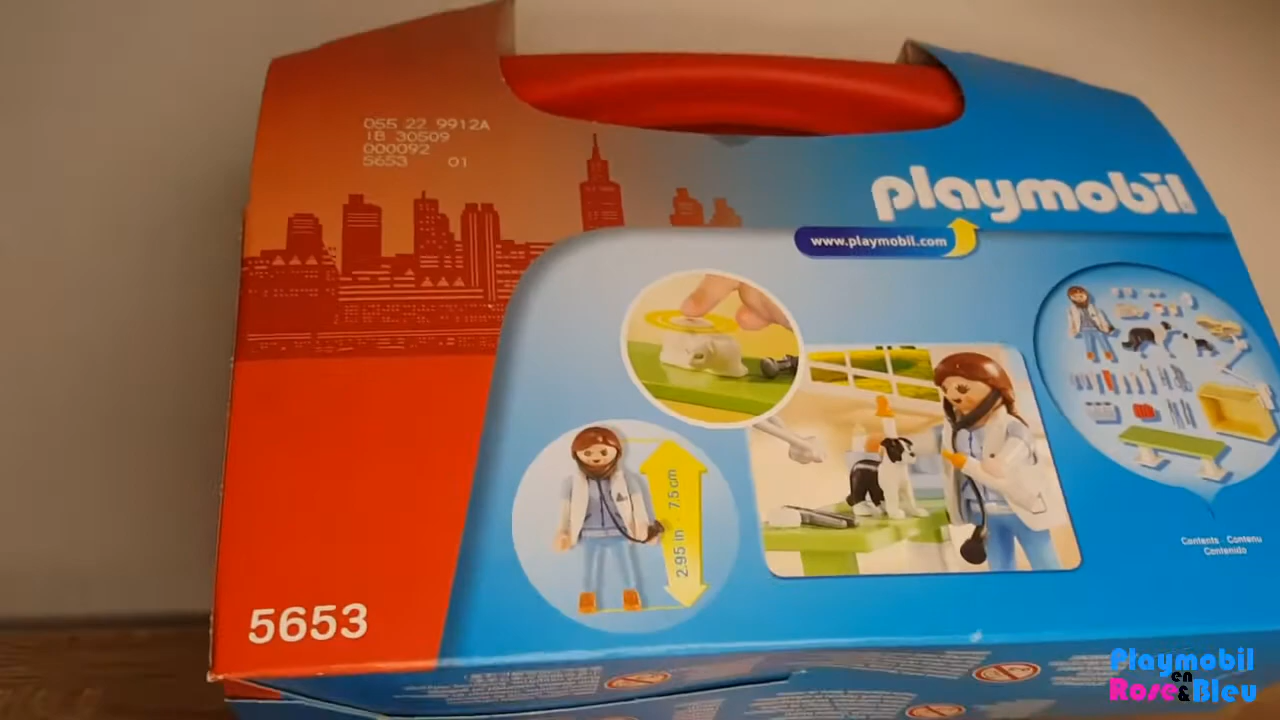 055 22 9912A
1B 30509
000092
5653 01
playmobil
www.playmobil.com
2.95 in - 7.5 cm
Contents · Contenu
Contenido
5653
Playmobil
en
Rose&Bleu